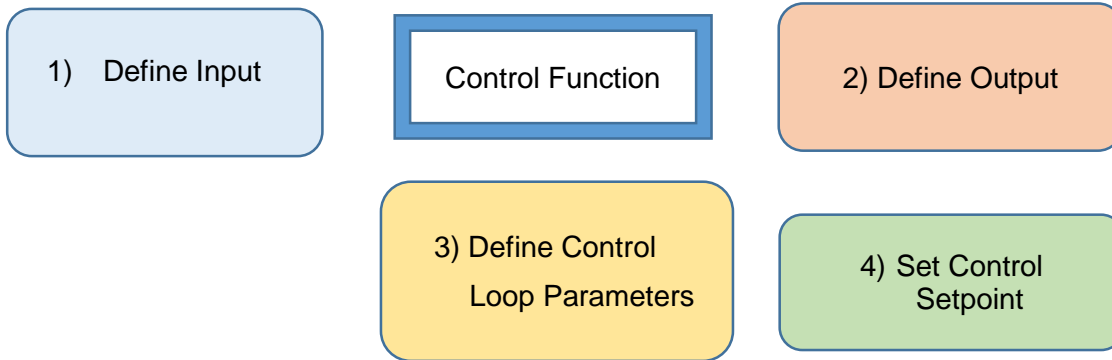 1) Define Input
Control Function
2) Define Output
3) Define Control
Loop Parameters
4) Set Control
Setpoint